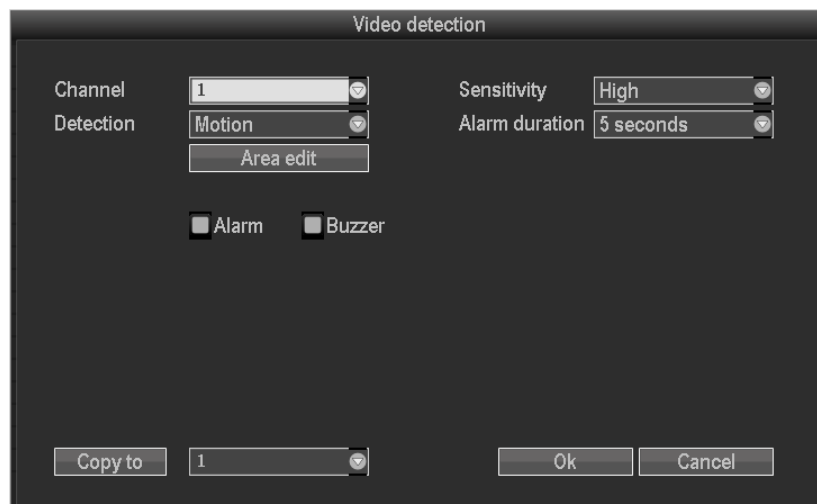 Video detection
Channel 1 Sensitivity High
Detection Motion Alarm duration 5 seconds
Area edit
Alarm Buzzer
Copy to 1 Ok Cancel